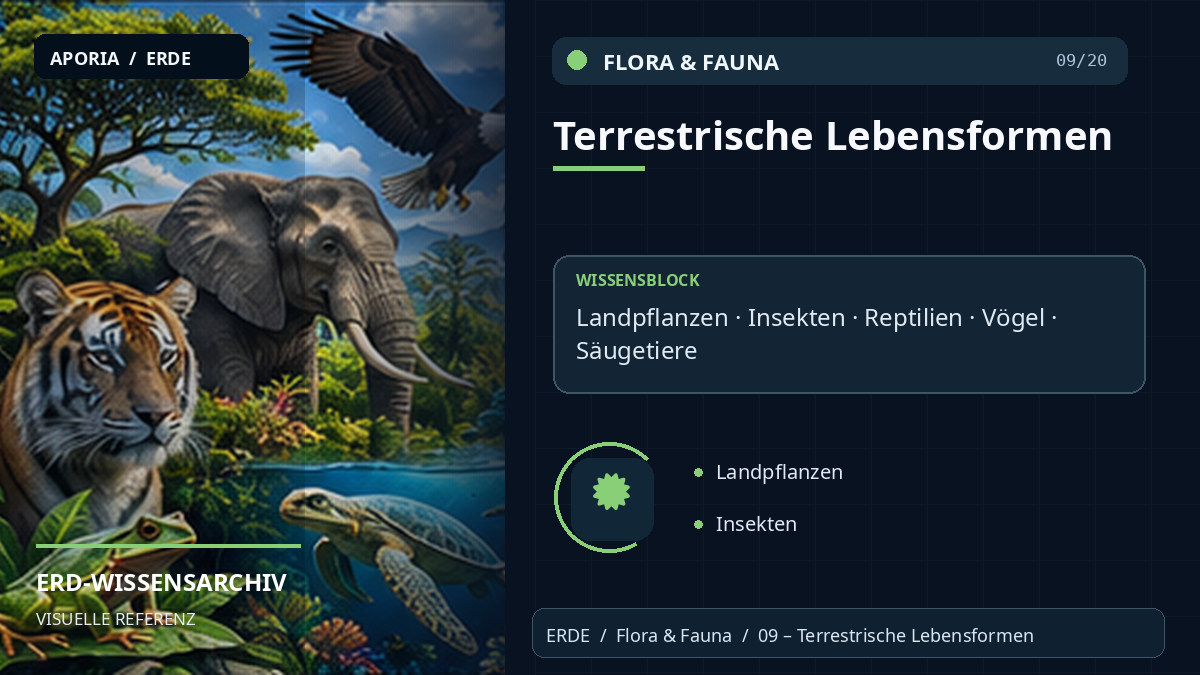 APORIA / ERDE
ERD-WISSENSARCHIV
VISUELLE REFERENZ
FLORA & FAUNA
09/20
Terrestrische Lebensformen
WISSENSBLOCK
Landpflanzen · Insekten · Reptilien · Vögel ·
Säugetiere
Landpflanzen
Insekten
ERDE / Flora & Fauna / 09 – Terrestrische Lebensformen